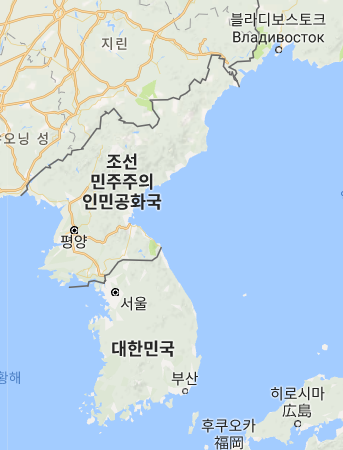 블라디보스토크
Владивосток
지린
오닝 성
조선
민주주의
인민공화국
평양
서울
대한민국
황해
부산
히로시마
広島
후쿠오카
福岡